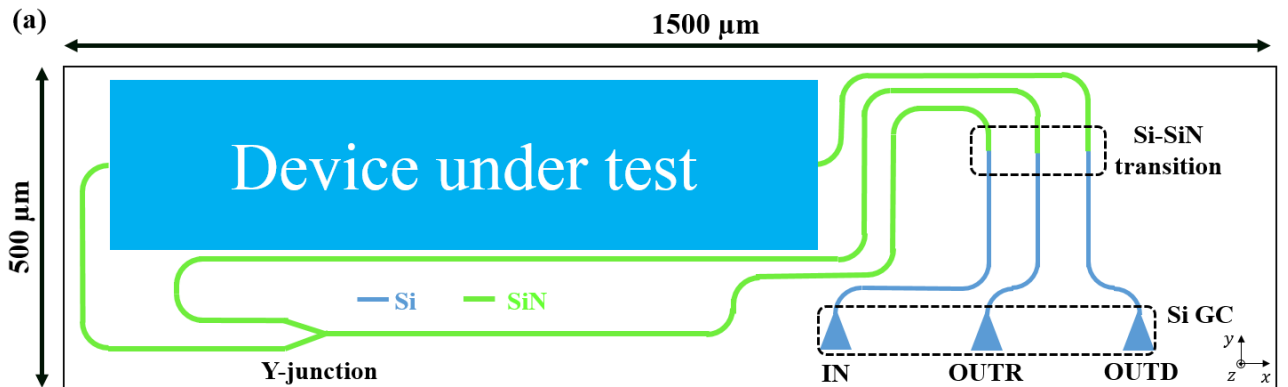 (a)
1500 µm
500 µm
Device under test
Si-SiN
transition
Si
SiN
Si GC
Y-junction
IN
OUTR
OUTD
y
z
x